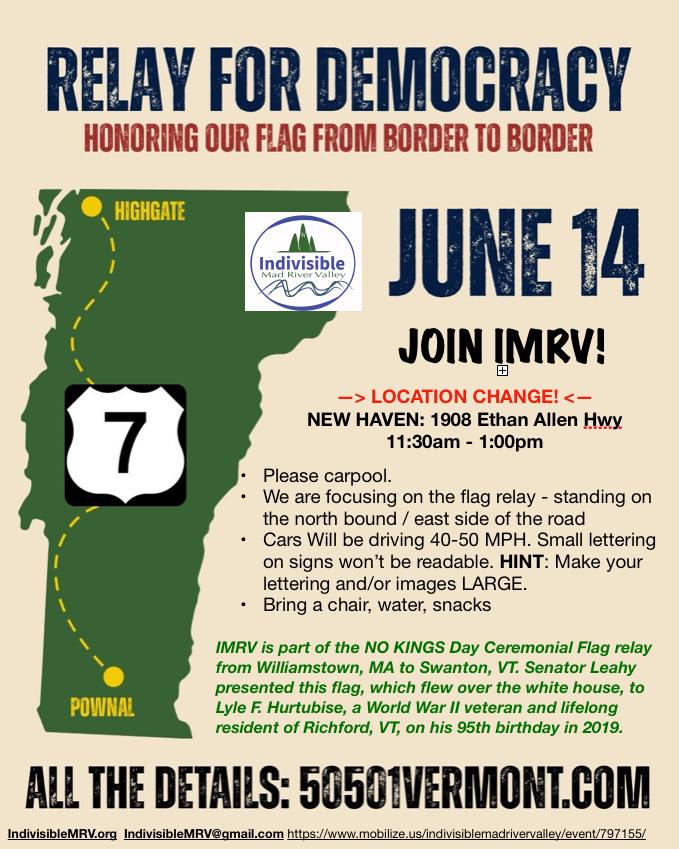 RELAY FOR DEMOCRACY
HONORING OUR FLAG FROM BORDER TO BORDER
HIGHGATE
Indivisible
Mad River Valley
JUNE 14
JOIN IMRV!
—> LOCATION CHANGE! <—
NEW HAVEN: 1908 Ethan Allen Hwy
11:30am - 1:00pm
7
• Please carpool.
• We are focusing on the flag relay - standing on
the north bound / east side of the road
• Cars Will be driving 40-50 MPH. Small lettering
on signs won't be readable. HINT: Make your
lettering and/or images LARGE.
• Bring a chair, water, snacks
IMRV is part of the NO KINGS Day Ceremonial Flag relay
from Williamstown, MA to Swanton, VT. Senator Leahy
presented this flag, which flew over the white house, to
Lyle F. Hurtubise, a World War II veteran and lifelong
resident of Richford, VT, on his 95th birthday in 2019.
POWNAL
ALL THE DETAILS: 50501VERMONT.COM
IndivisibleMRV.org IndivisibleMRV@gmail.com https://www.mobilize.us/indivisiblemadrivervalley/event/797155/